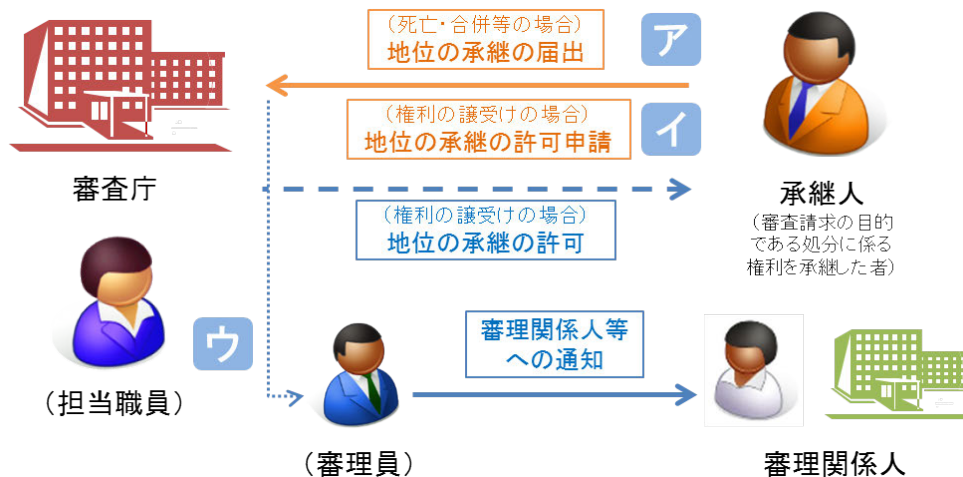 (死亡・合併等の場合)
地位の承継の届出
ア
(権利の譲受けの場合)
地位の承継の許可申請
イ
審査庁
(権利の譲受けの場合)
地位の承継の許可
承継人
(審査請求の目的
である処分に係る
権利を承継した者)
ウ
審理関係人等
への通知
(担当職員)
(審理員)
審理関係人